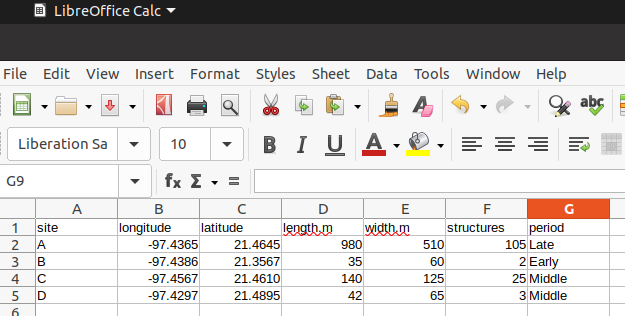 LibreOffice Calc
File Edit View Insert Format Styles Sheet Data Tools Window Help
abc
Liberation Sa 10 B I U A
G9 fx Σ =
A B C D E F G
1 site longitude latitude length,m width,m structures period
2 A -97.4365 21.4645 980 510 105 Late
3 B -97.4386 21.3567 35 60 2 Early
4 C -97.4567 21.4610 140 125 25 Middle
5 D -97.4297 21.4895 42 65 3 Middle
6